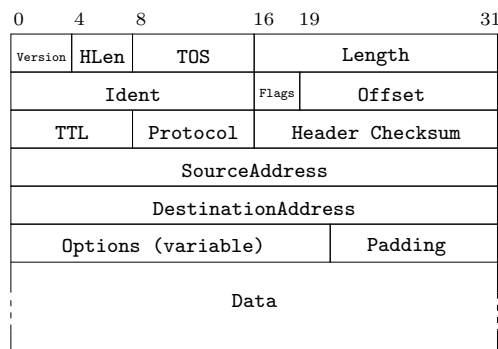 0 4 8 16 19 31
Version HLen TOS Length
Ident Flags Offset
TTL Protocol Header Checksum
SourceAddress
DestinationAddress
Options (variable) Padding
Data